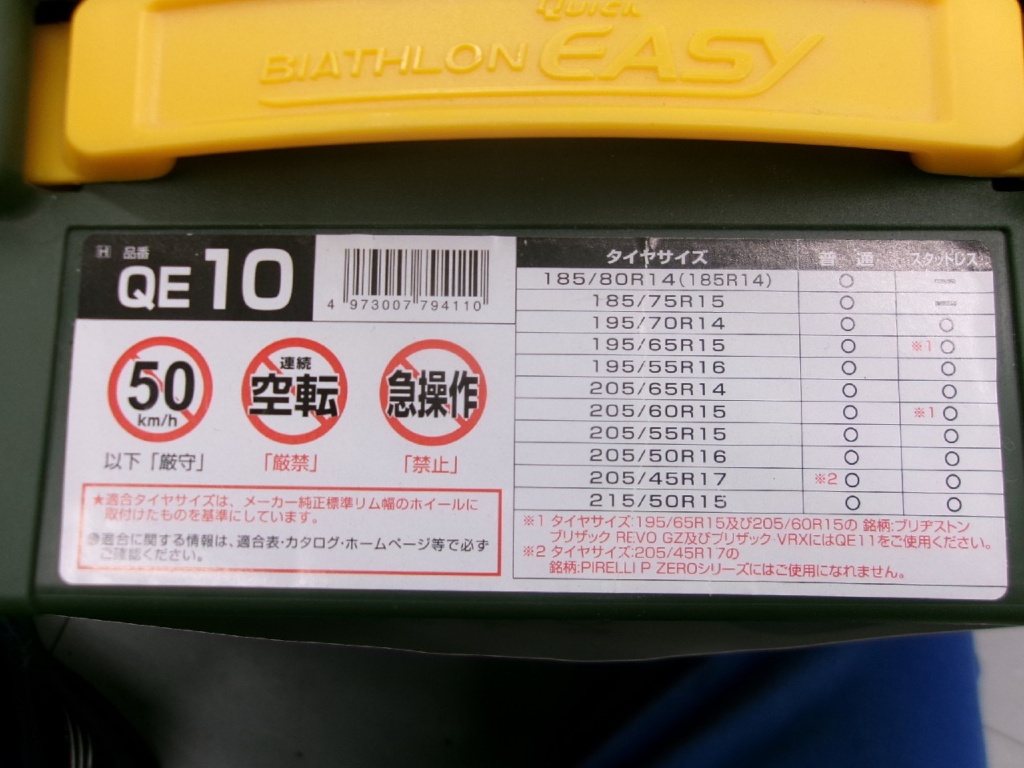 QUICK
BIATHLON EASY
H 品番
QE10
4 973007 794110
50
km/h
以下「厳守」
連続
空転
「厳禁」
急操作
「禁止」
★適合タイヤサイズは、メーカー純正標準リム幅のホイールに
取付けたものを基準にしています。
●適合に関する情報は、適合表・カタログ・ホームページ等で必ず
ご確認ください。
タイヤサイズ 普通 スタッドレス
185/80R14(185R14) ○
185/75R15 ○
195/70R14 ○ ○
195/65R15 ○ ※1○
195/55R16 ○ ○
205/65R14 ○ ○
205/60R15 ○ ※1○
205/55R15 ○ ○
205/50R16 ○ ○
205/45R17 ※2○ ○
215/50R15 ○ ○
※1 タイヤサイズ:195/65R15及び205/60R15の 銘柄:ブリヂストン
ブリザック REVO GZ及びブリザック VRXにはQE11をご使用ください。
※2 タイヤサイズ:205/45R17の
銘柄:PIRELLI P ZEROシリーズにはご使用になれません。